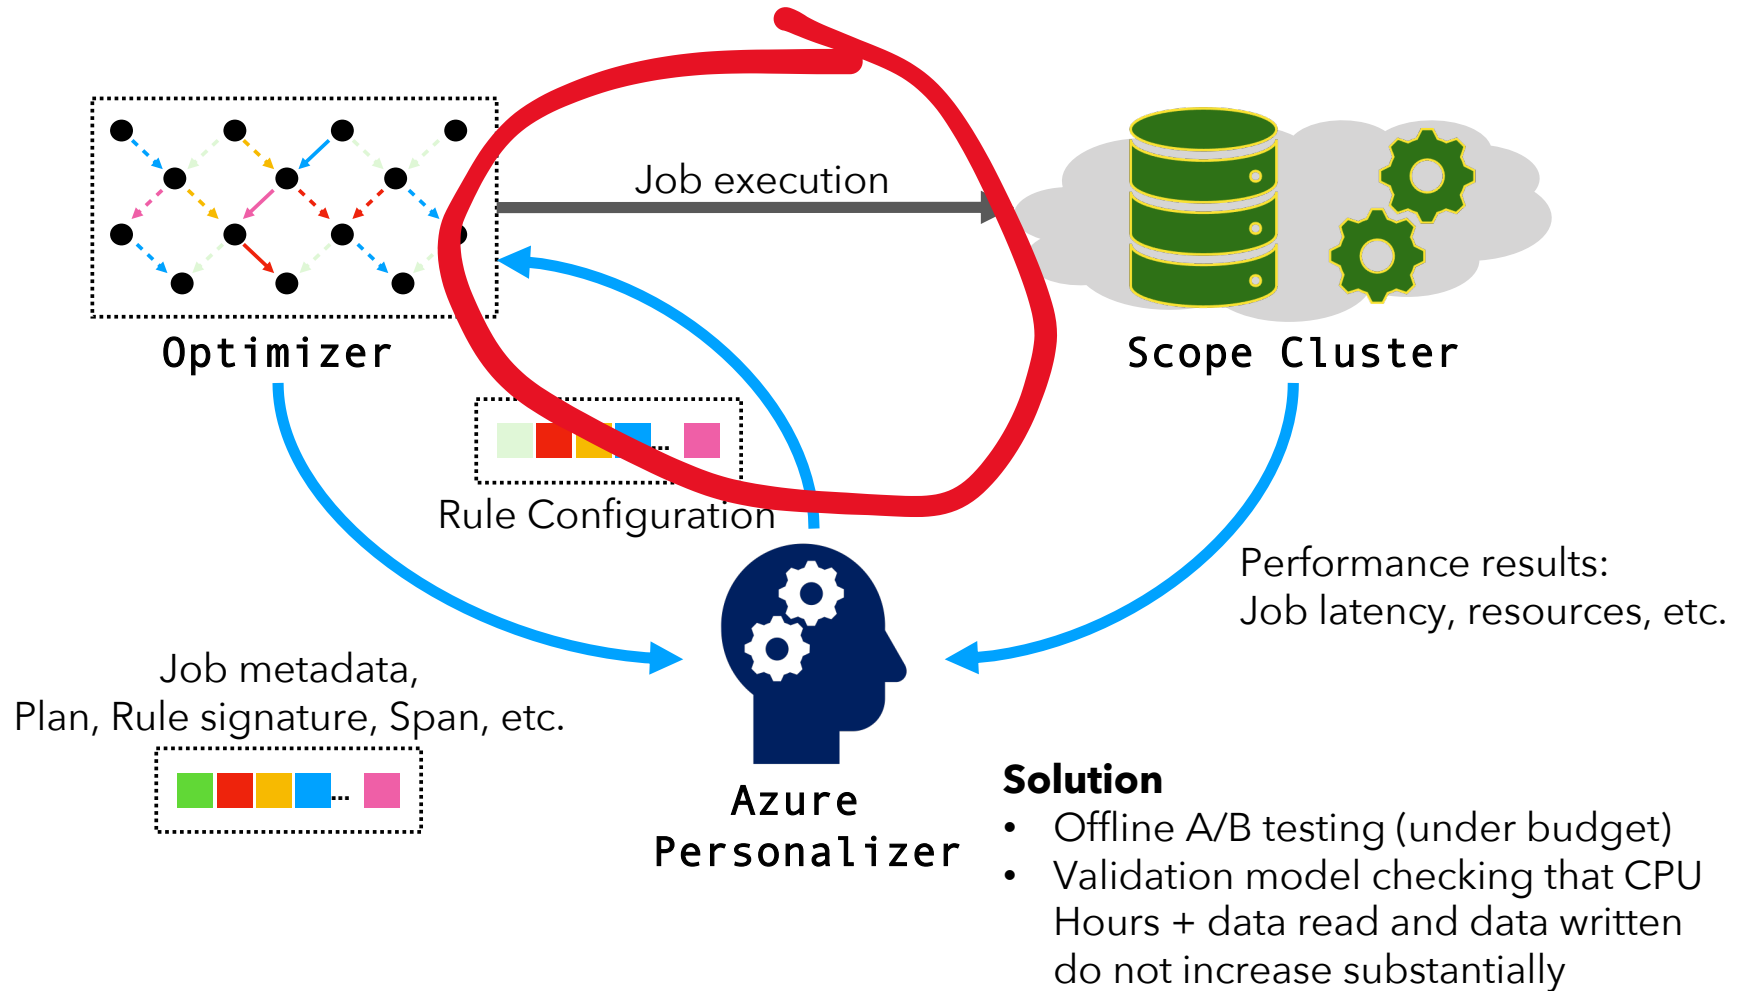 Job execution
Optimizer
Scope Cluster
...
Rule Configuration
Performance results:
Job latency, resources, etc.
Job metadata,
Plan, Rule signature, Span, etc.
...
Azure
Personalizer
Solution
• Offline A/B testing (under budget)
• Validation model checking that CPU
Hours + data read and data written
do not increase substantially